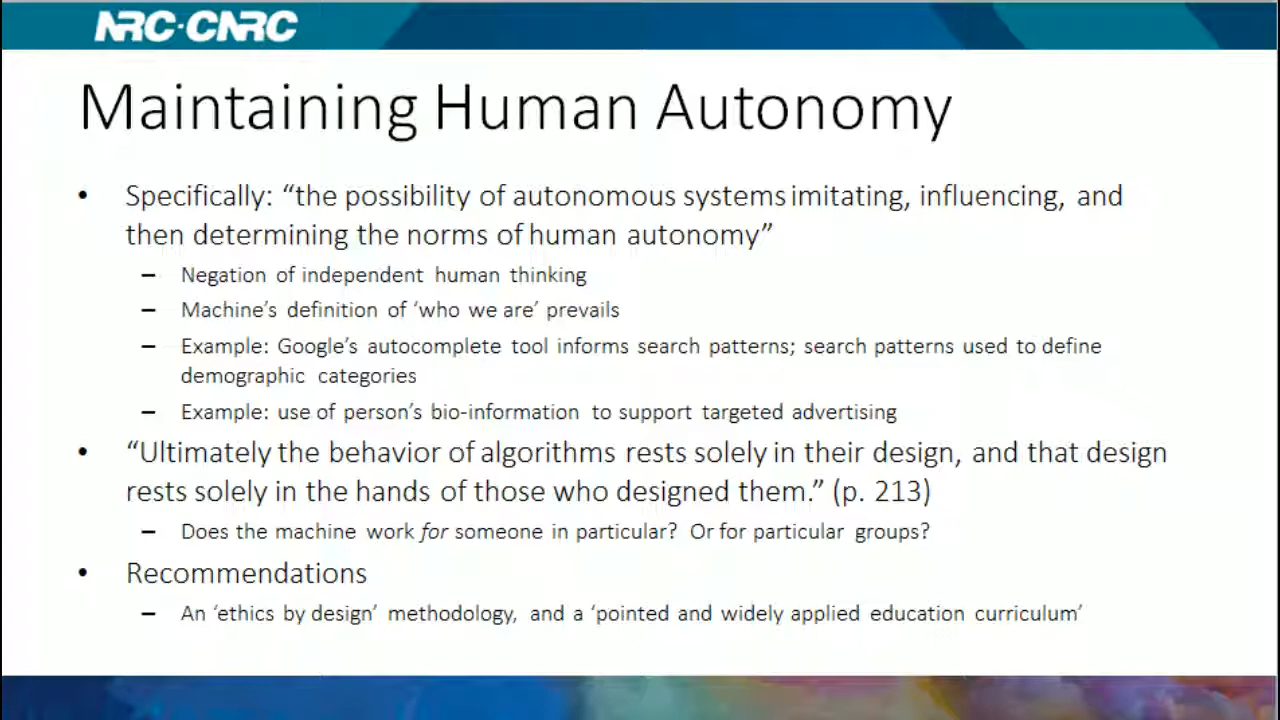 NRC·CNRC
Maintaining Human Autonomy
• Specifically: “the possibility of autonomous systems imitating, influencing, and
then determining the norms of human autonomy”
– Negation of independent human thinking
– Machine’s definition of ‘who we are’ prevails
– Example: Google’s autocomplete tool informs search patterns; search patterns used to define
demographic categories
– Example: use of person’s bio-information to support targeted advertising
• “Ultimately the behavior of algorithms rests solely in their design, and that design
rests solely in the hands of those who designed them.” (p. 213)
– Does the machine work for someone in particular? Or for particular groups?
• Recommendations
– An ‘ethics by design’ methodology, and a ‘pointed and widely applied education curriculum’